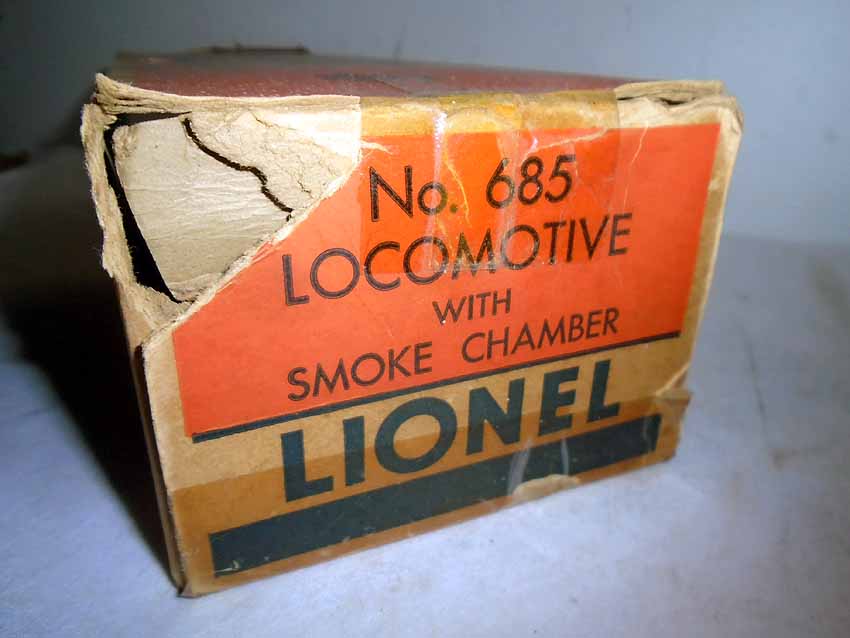 No. 685
LOCOMOTIVE
WITH
SMOKE CHAMBER
LIONEL